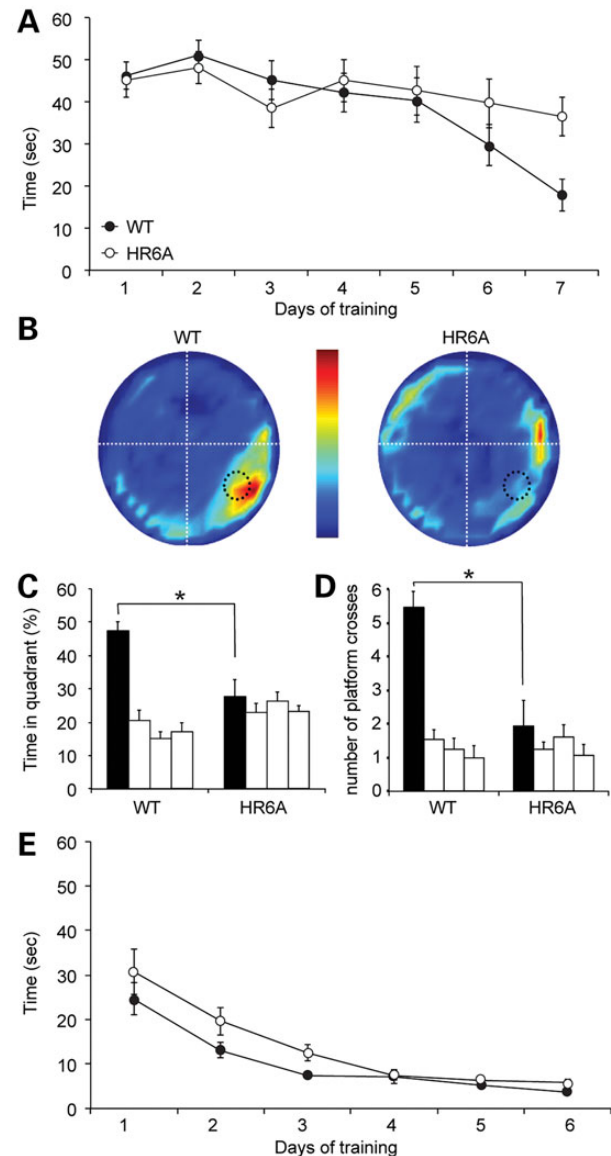 A
60
50
40
30
20
10
0
Time (sec)
WT
HR6A
1 2 3 4 5 6 7
Days of training
B
WT HR6A
C
60
50
40
30
20
10
0
Time in quadrant (%)
*
WT HR6A
D
6
5
4
3
2
1
0
number of platform crosses
*
WT HR6A
E
60
50
40
30
20
10
0
Time (sec)
1 2 3 4 5 6
Days of training